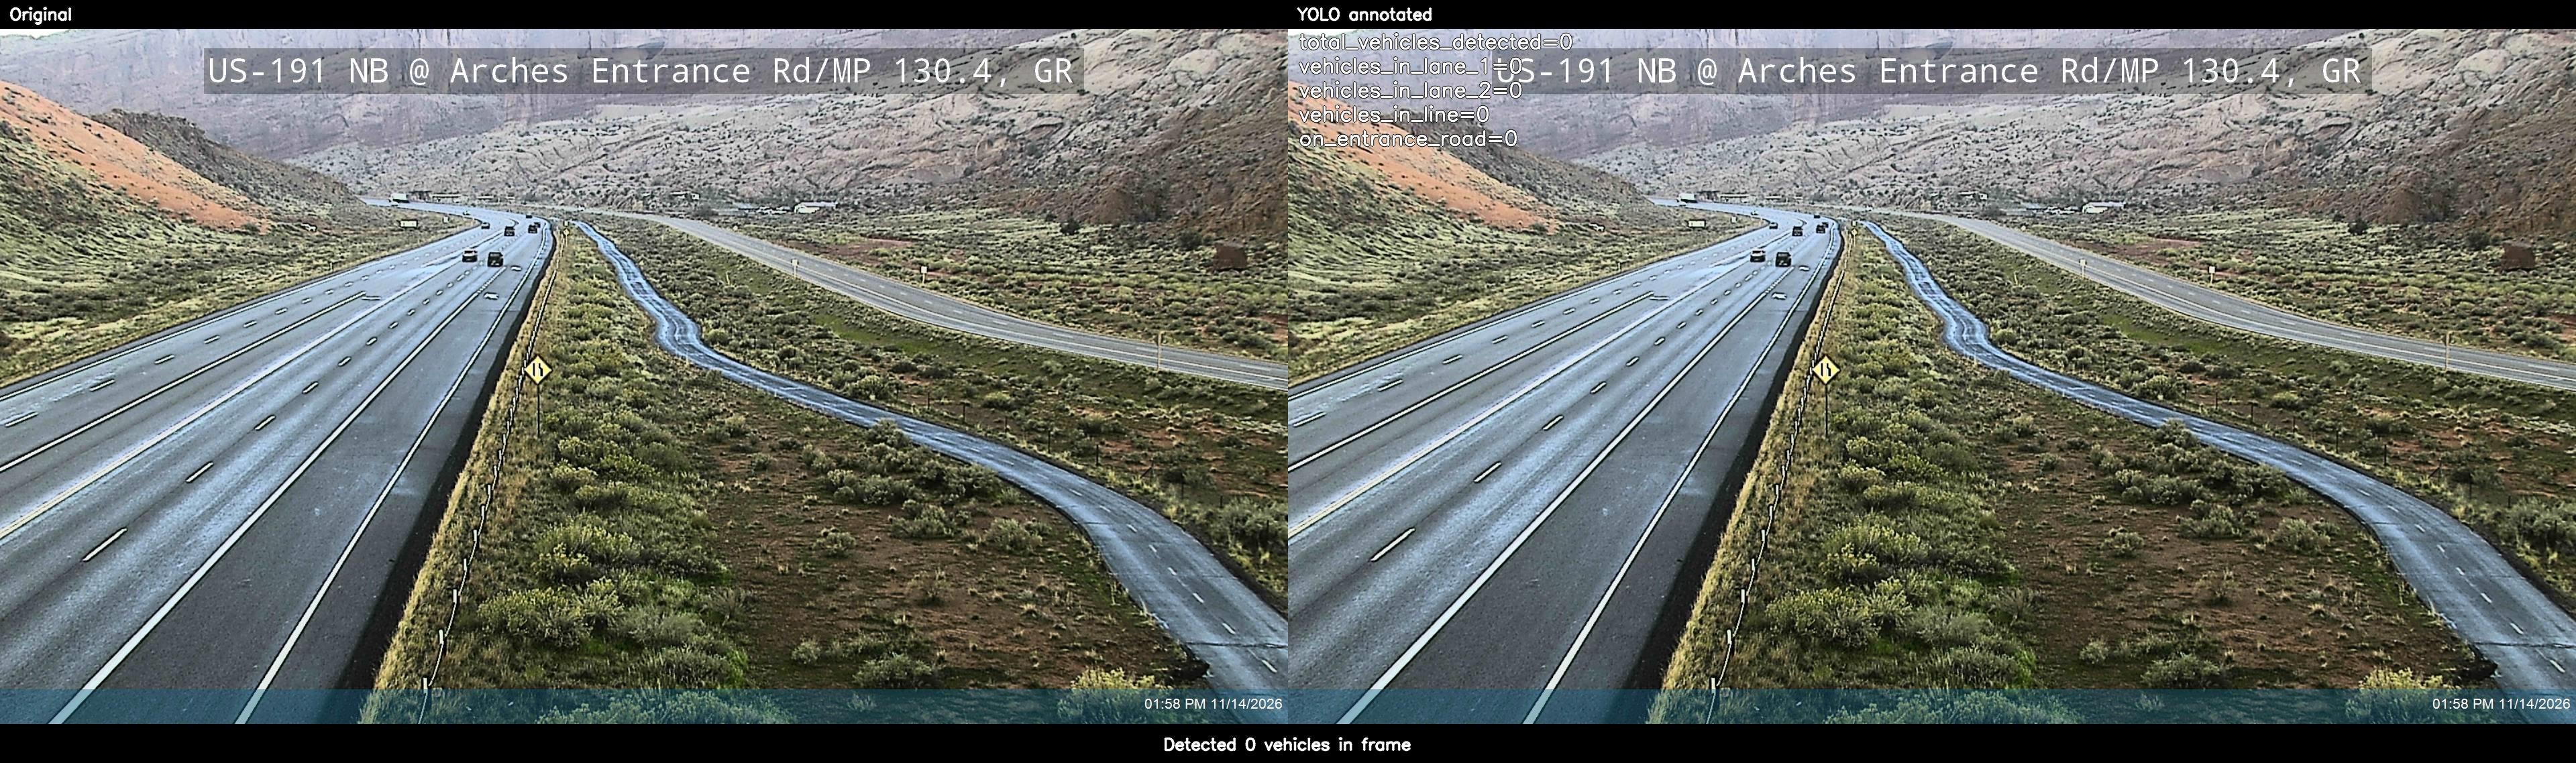 Original
YOLO annotated
US-191 NB @ Arches Entrance Rd/MP 130.4, GR
total_vehicles_detected=0
vehicles_in_lane_1=0
US-191 NB @ Arches Entrance Rd/MP 130.4, GR
vehicles_in_lane_2=0
vehicles_in_line=0
on_entrance_road=0
01:58 PM 11/14/2026
01:58 PM 11/14/2026
Detected 0 vehicles in frame